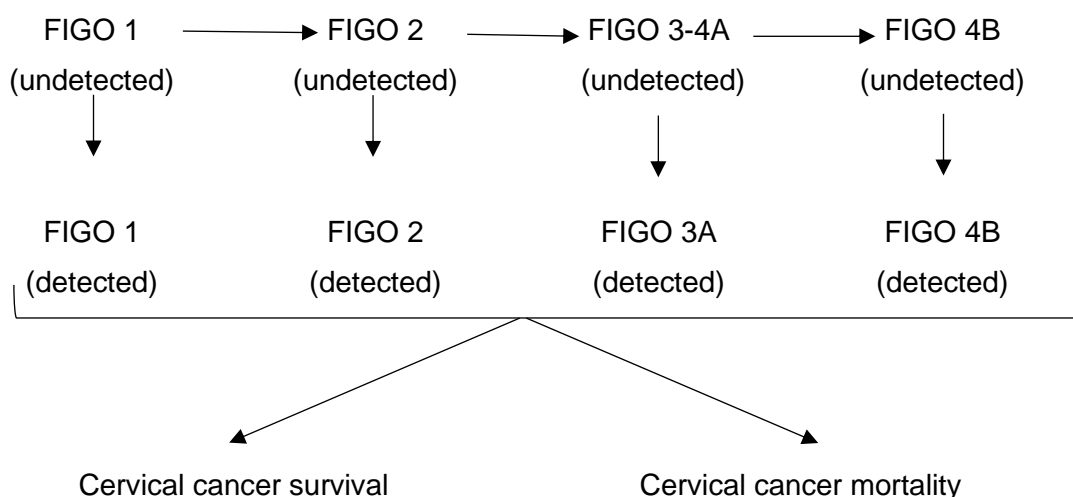 FIGO 1 FIGO 2 FIGO 3-4A FIGO 4B
(undetected) (undetected) (undetected) (undetected)
FIGO 1 FIGO 2 FIGO 3A FIGO 4B
(detected) (detected) (detected) (detected)
Cervical cancer survival Cervical cancer mortality